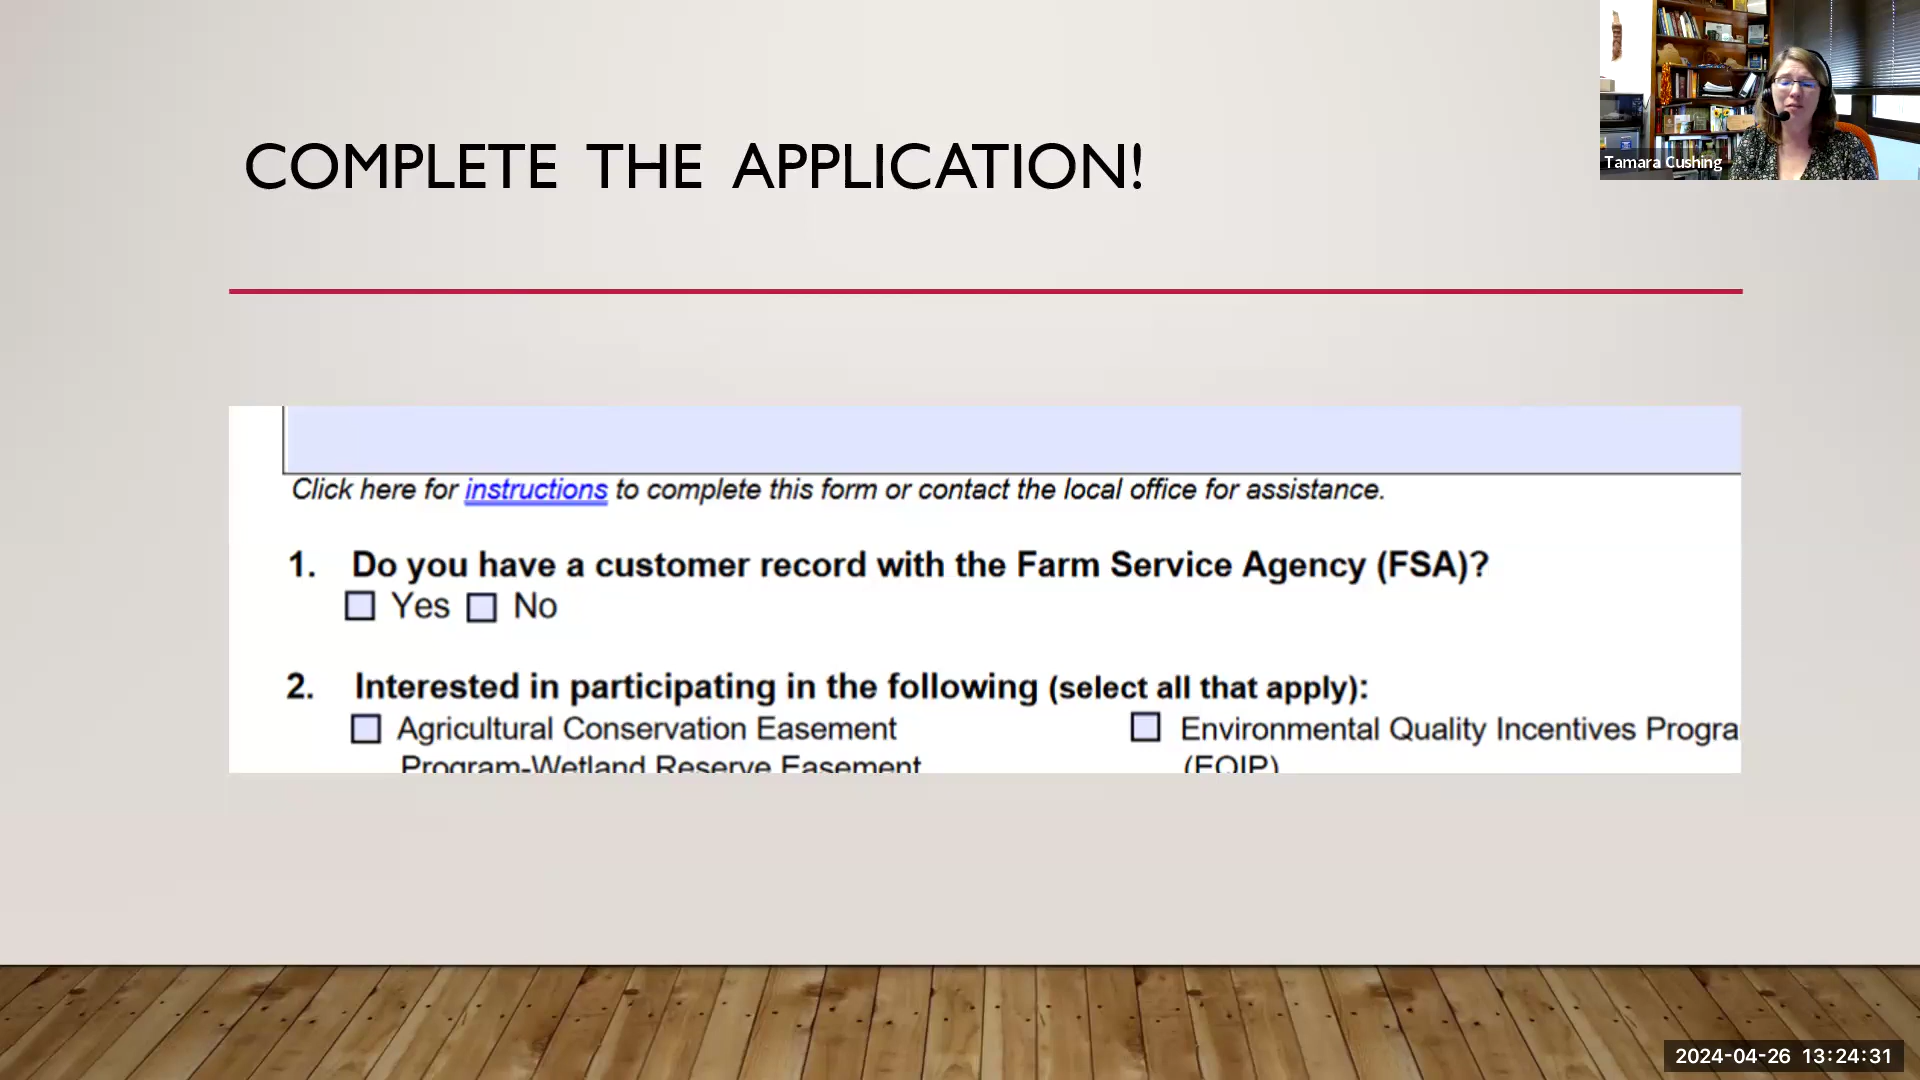 COMPLETE THE APPLICATION!
Tamara Cushing
Click here for instructions to complete this form or contact the local office for assistance.
1. Do you have a customer record with the Farm Service Agency (FSA)?
Yes No
2. Interested in participating in the following (select all that apply):
Agricultural Conservation Easement Environmental Quality Incentives Progra
Program-Wetland Reserve Easement (EQIP)
2024-04-26 13:24:31